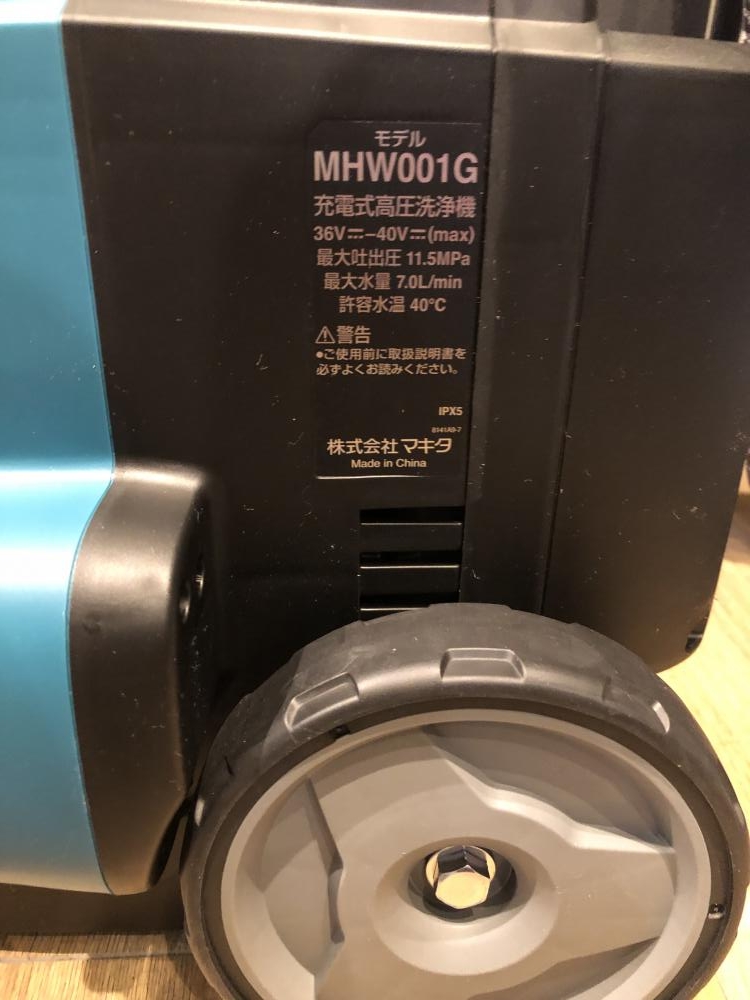 モデル
MHW001G
充電式高圧洗浄機
36V⎓–40V⎓(max)
最大吐出圧 11.5MPa
最大水量 7.0L/min
許容水温 40°C
⚠警告
●ご使用前に取扱説明書を
必ずよくお読みください。
IPX5
8141A9-7
株式会社マキタ
Made in China